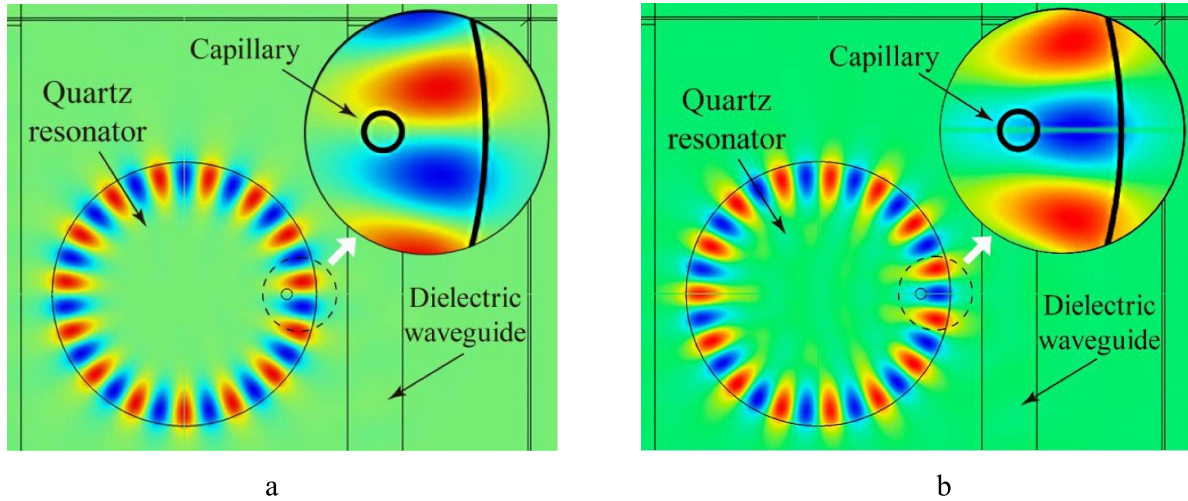 Capillary
Quartz
resonator
Dielectric
waveguide
a
Capillary
Quartz
resonator
Dielectric
waveguide
b